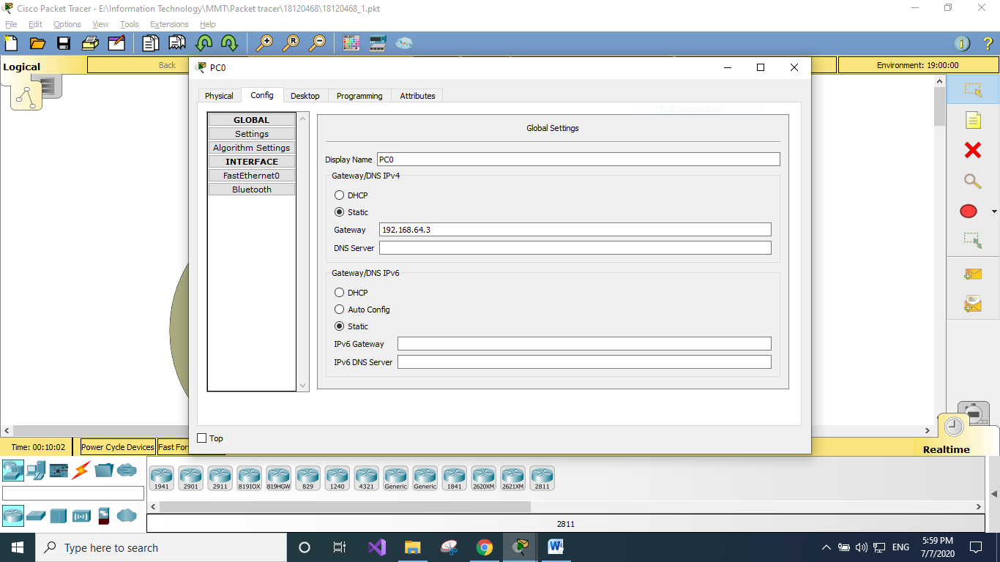 Cisco Packet Tracer - E:\Information Technology\MMT\Packet tracer\18120468\18120468_1.pkt
File Edit Options View Tools Extensions Help
Logical
Back
Environment: 19:00:00
PC0
Physical Config Desktop Programming Attributes
GLOBAL
Settings
Algorithm Settings
INTERFACE
FastEthernet0
Bluetooth
Global Settings
Display Name PC0
Gateway/DNS IPv4
DHCP
Static
Gateway 192.168.64.3
DNS Server
Gateway/DNS IPv6
DHCP
Auto Config
Static
IPv6 Gateway
IPv6 DNS Server
Top
Time: 00:10:02 Power Cycle Devices Fast For
Realtime
1941 2901 2911 819IOX 819HGW 829 1240 4321 Generic Generic 1841 2620XM 2621XM 2811
2811
Type here to search
ENG
5:59 PM
7/7/2020